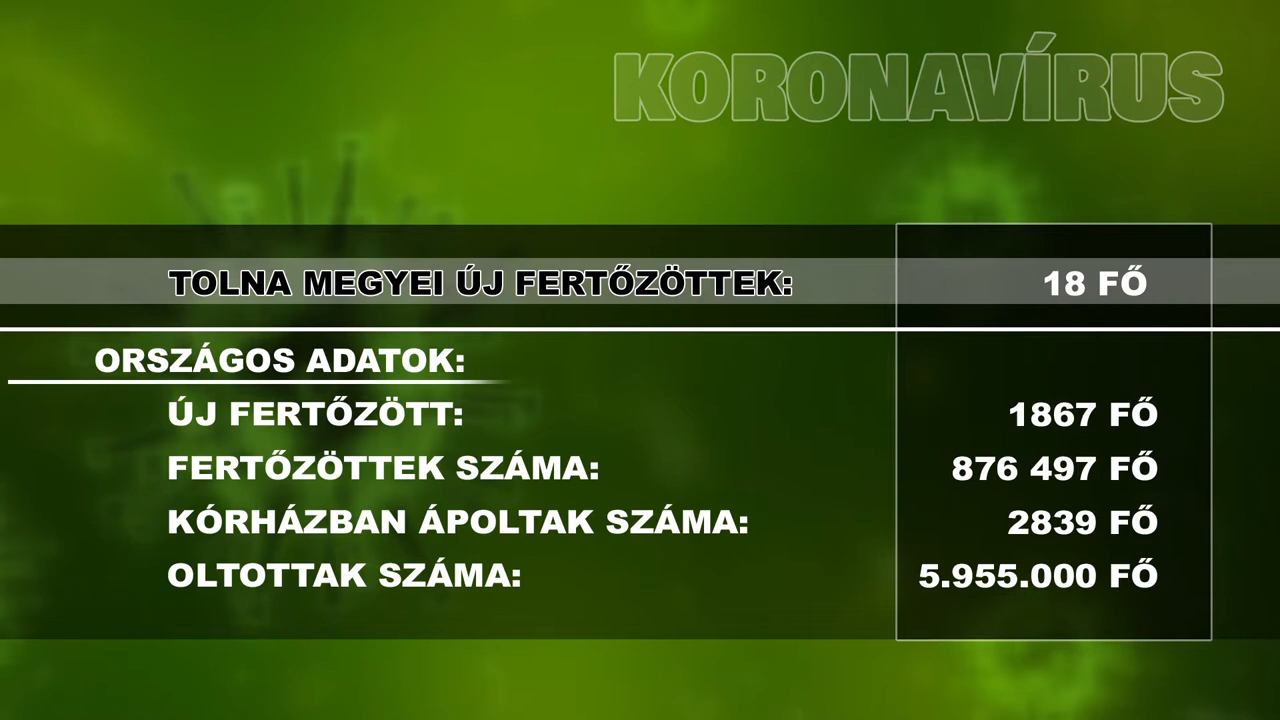 KORONAVÍRUS
TOLNA MEGYEI ÚJ FERTŐZÖTTEK: 18 FŐ
ORSZÁGOS ADATOK:
ÚJ FERTŐZÖTT: 1867 FŐ
FERTŐZÖTTEK SZÁMA: 876 497 FŐ
KÓRHÁZBAN ÁPOLTAK SZÁMA: 2839 FŐ
OLTOTTAK SZÁMA: 5.955.000 FŐ